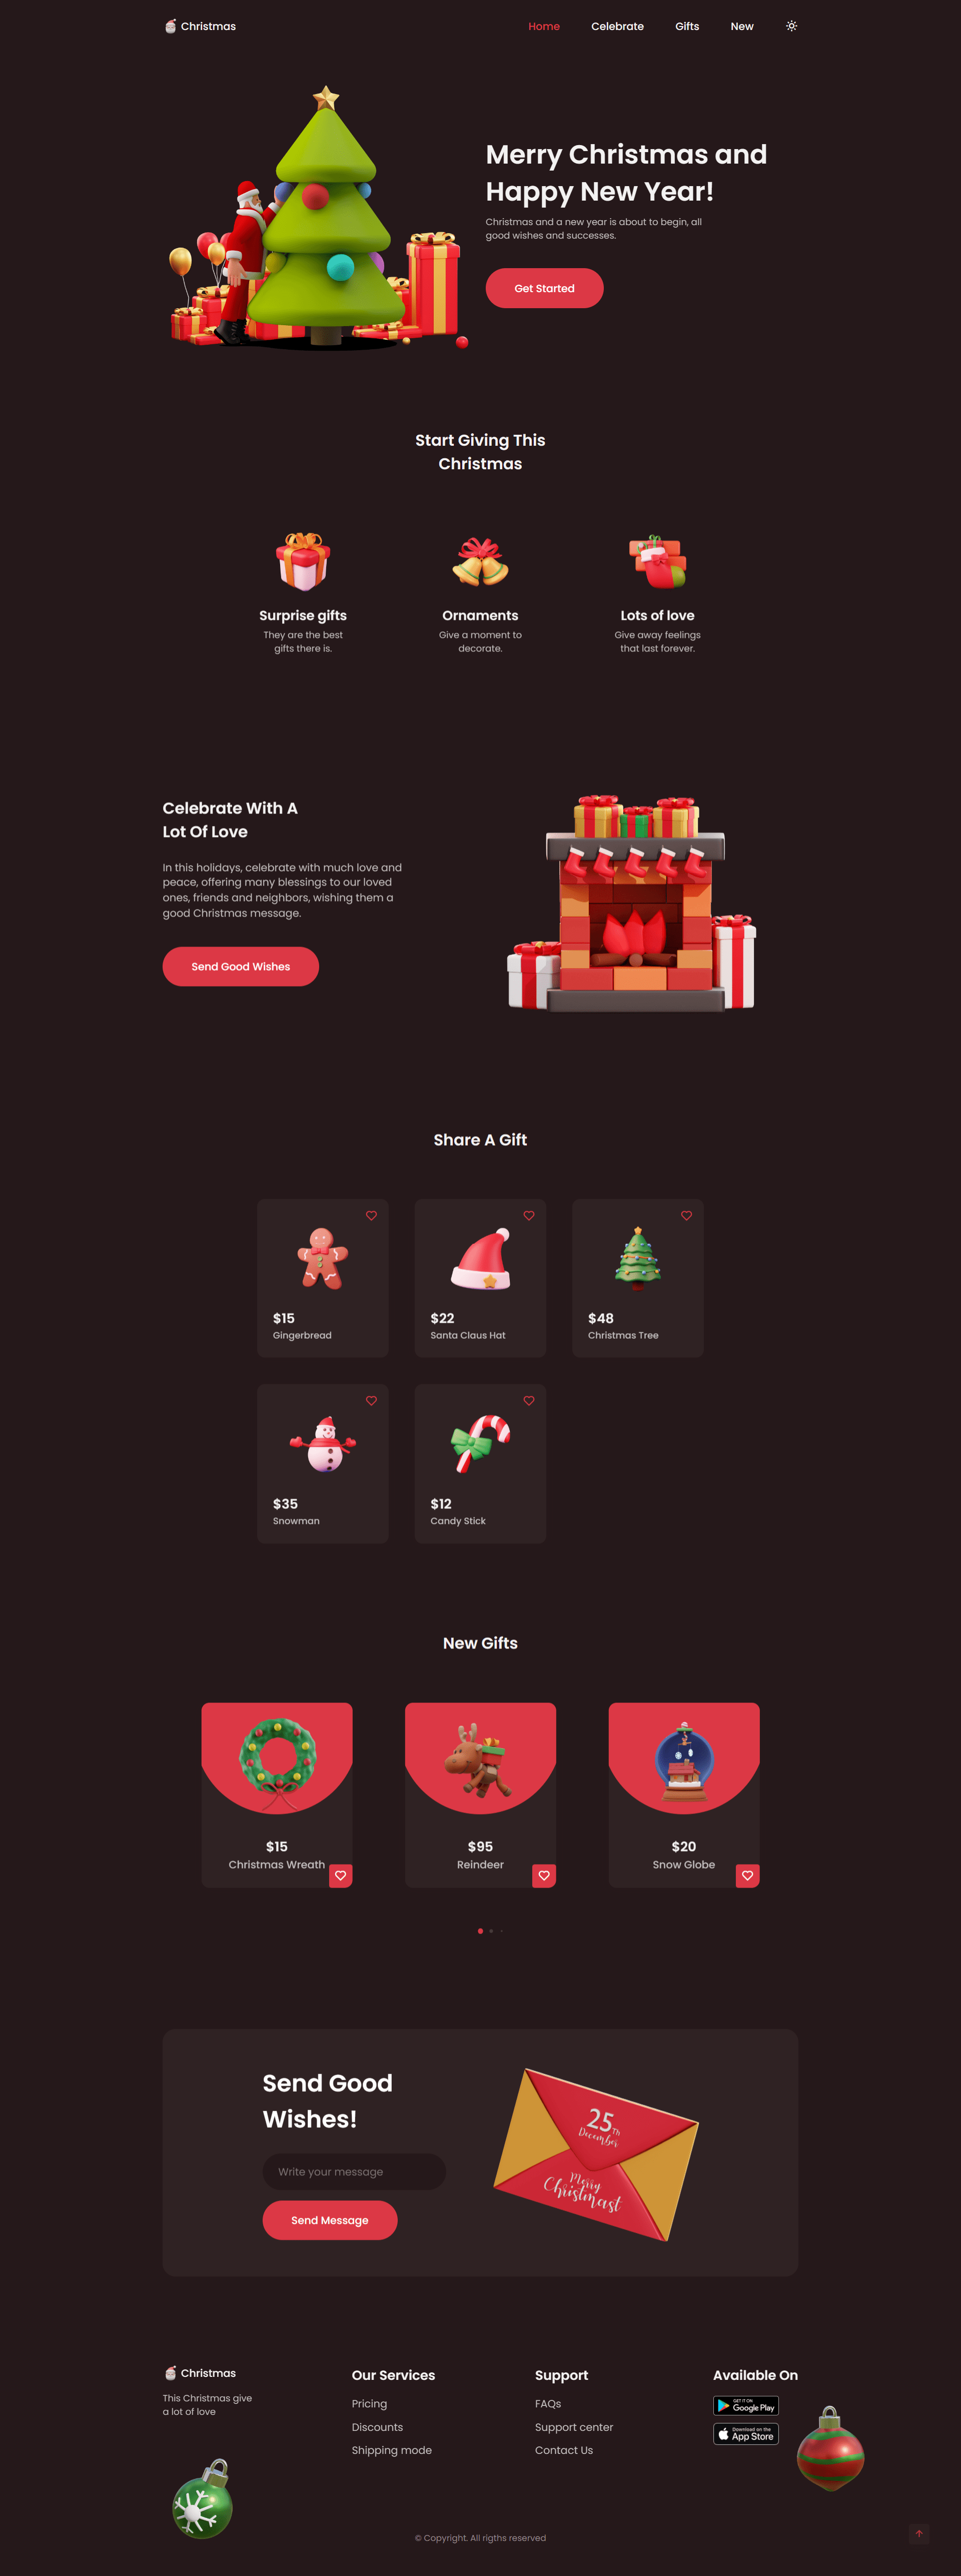 Christmas
Home
Celebrate
Gifts
New
Merry Christmas and
Happy New Year!
Christmas and a new year is about to begin, all
good wishes and successes.
Get Started
Start Giving This
Christmas
Surprise gifts
They are the best
gifts there is.
Ornaments
Give a moment to
decorate.
Lots of love
Give away feelings
that last forever.
Celebrate With A
Lot Of Love
In this holidays, celebrate with much love and
peace, offering many blessings to our loved
ones, friends and neighbors, wishing them a
good Christmas message.
Send Good Wishes
Share A Gift
$15
Gingerbread
$22
Santa Claus Hat
$48
Christmas Tree
$35
Snowman
$12
Candy Stick
New Gifts
$15
Christmas Wreath
$95
Reindeer
$20
Snow Globe
Send Good
Wishes!
Write your message
Send Message
25Th
December
Merry
Christmast
Christmas
This Christmas give
a lot of love
Our Services
Pricing
Discounts
Shipping mode
Support
FAQs
Support center
Contact Us
Available On
GET IT ON
Google Play
Download on the
App Store
© Copyright. All rigths reserved